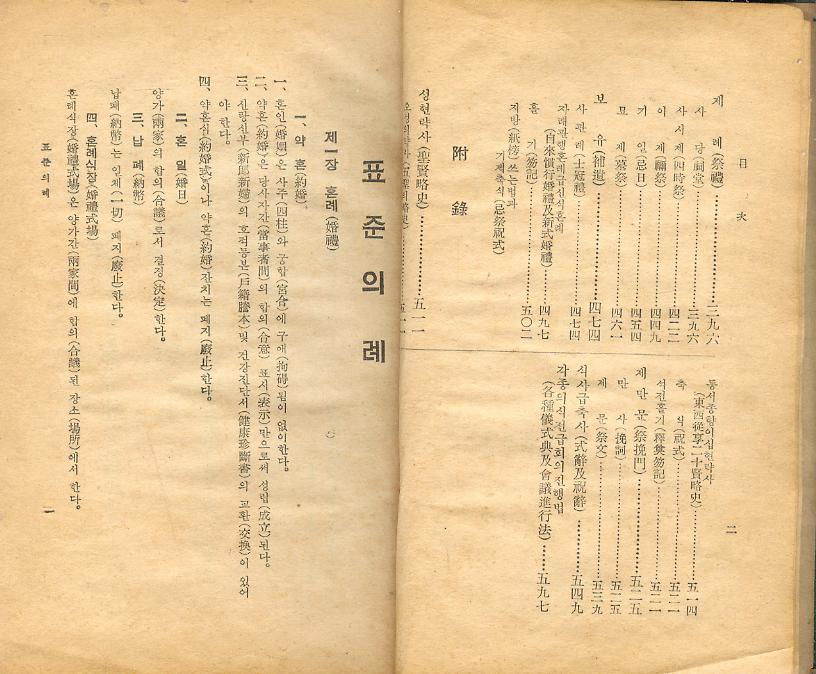 目次
제 례(祭禮)……三九六
사 당(祠堂)……三九六
사시제(四時祭)……四二二
이 제(禰祭)……四四九
기 일(忌日)……四五四
묘 제(墓祭)……四六一
보 유(補遺)……四七四
사관례(士冠禮)……四七四
자래관행혼례급신식혼례
(自來慣行婚禮及新式婚禮)……四九七
홀 기(笏記)……五〇二
지방(紙榜) 쓰는법과
기제축식(忌祭祝式)
附錄
성현약사(聖賢略史)……五一一
동서종향이십현략사
(東西從享二十賢略史)……五一四
축 식(祝式)……五二一
석전홀기(釋奠笏記)……五二一
제 만 문(祭挽門)……五二五
만 사(挽詞)……五二五
제 문(祭文)……五三九
식사급축사(式辭及祝辭)……五四九
각종의식전급회의진행법
(各種儀式典及會議進行法)……五九七
二
표준의례
제一장 혼례(婚禮)
一、약 혼(約婚)
一、혼인(婚姻)은 사주(四柱)와 궁합(宮合)에 구애(拘碍)됨이 없이한다。
二、약혼(約婚)은 당사자간(當事者間)의 합의(合意) 표시(表示)만으로써 성립(成立)된다。
三、신랑신부(新郎新婦)의 호적등본(戶籍謄本)및 건강진단서(健康珍斷書)의 교환(交換)이 있어
야 한다。
四、약혼식(約婚式)이나 약혼(約婚)잔치는 폐지(廢止)한다。
二、혼 일(婚日)
양가(兩家)의 합의(合議)로서 결정(決定)한다。
三、납 폐(納幣)
납폐(納幣)는 일체(一切) 폐지(廢止)한다。
四、혼례식장(婚禮式場)
혼례식장(婚禮式場)은 양가간(兩家間)에 합의(合議)된 장소(場所)에서 한다。
표준의례
一